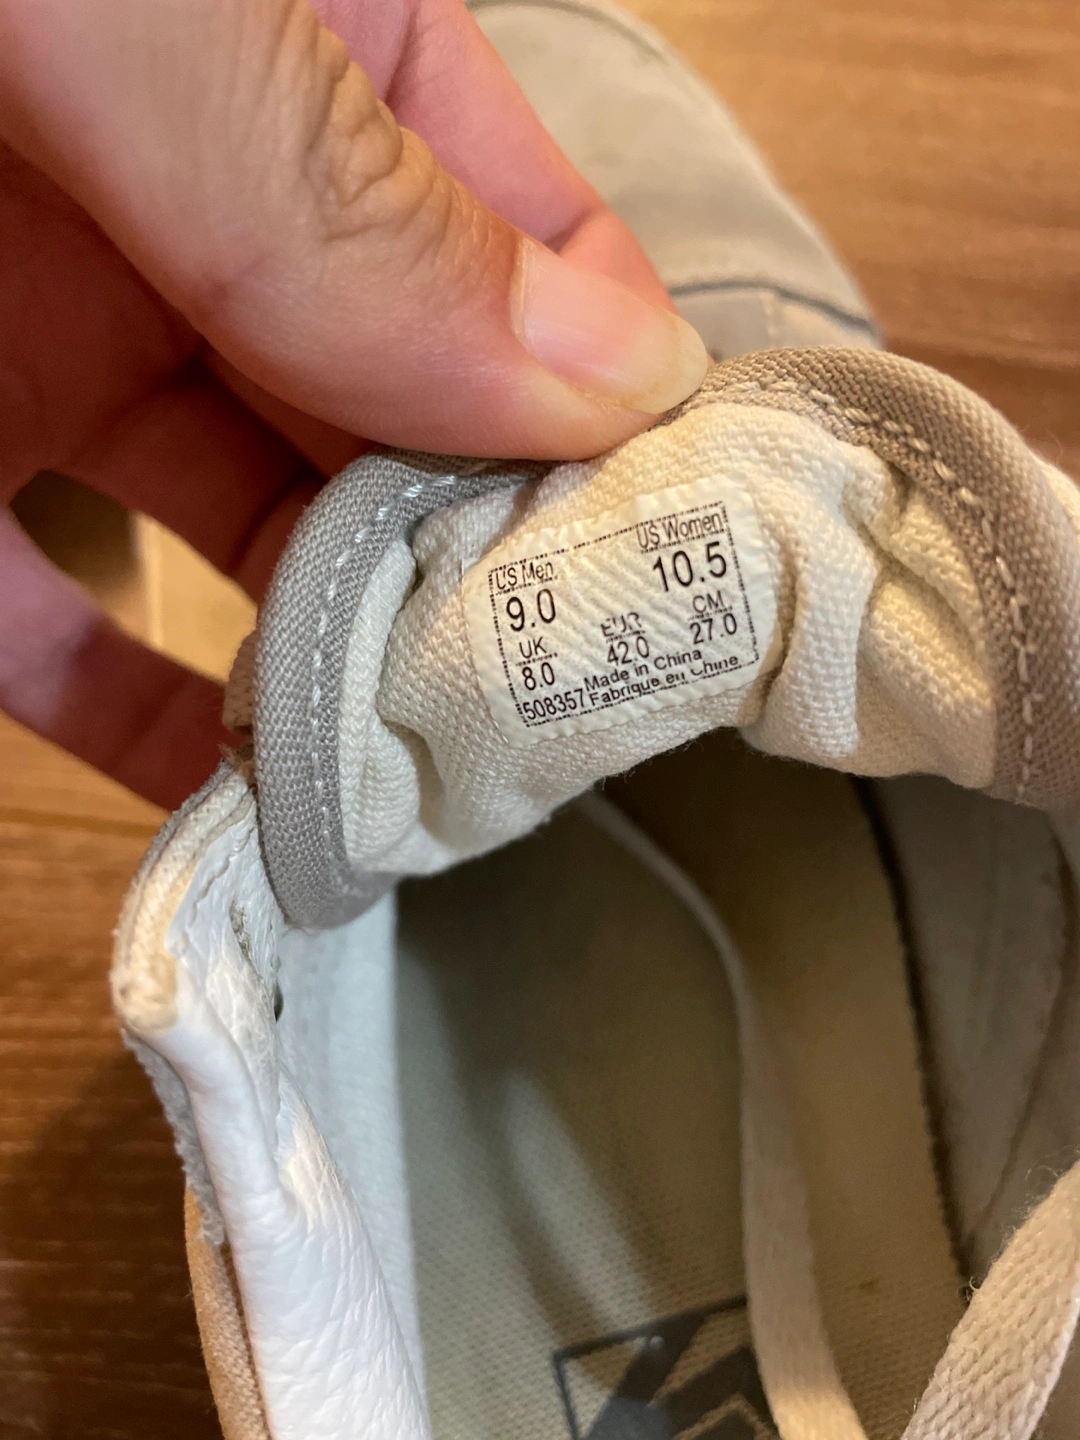 US Men US Women
9.0 10.5
UK EUR CM
8.0 42.0 27.0
Made in China
508357 Fabriqué en Chine